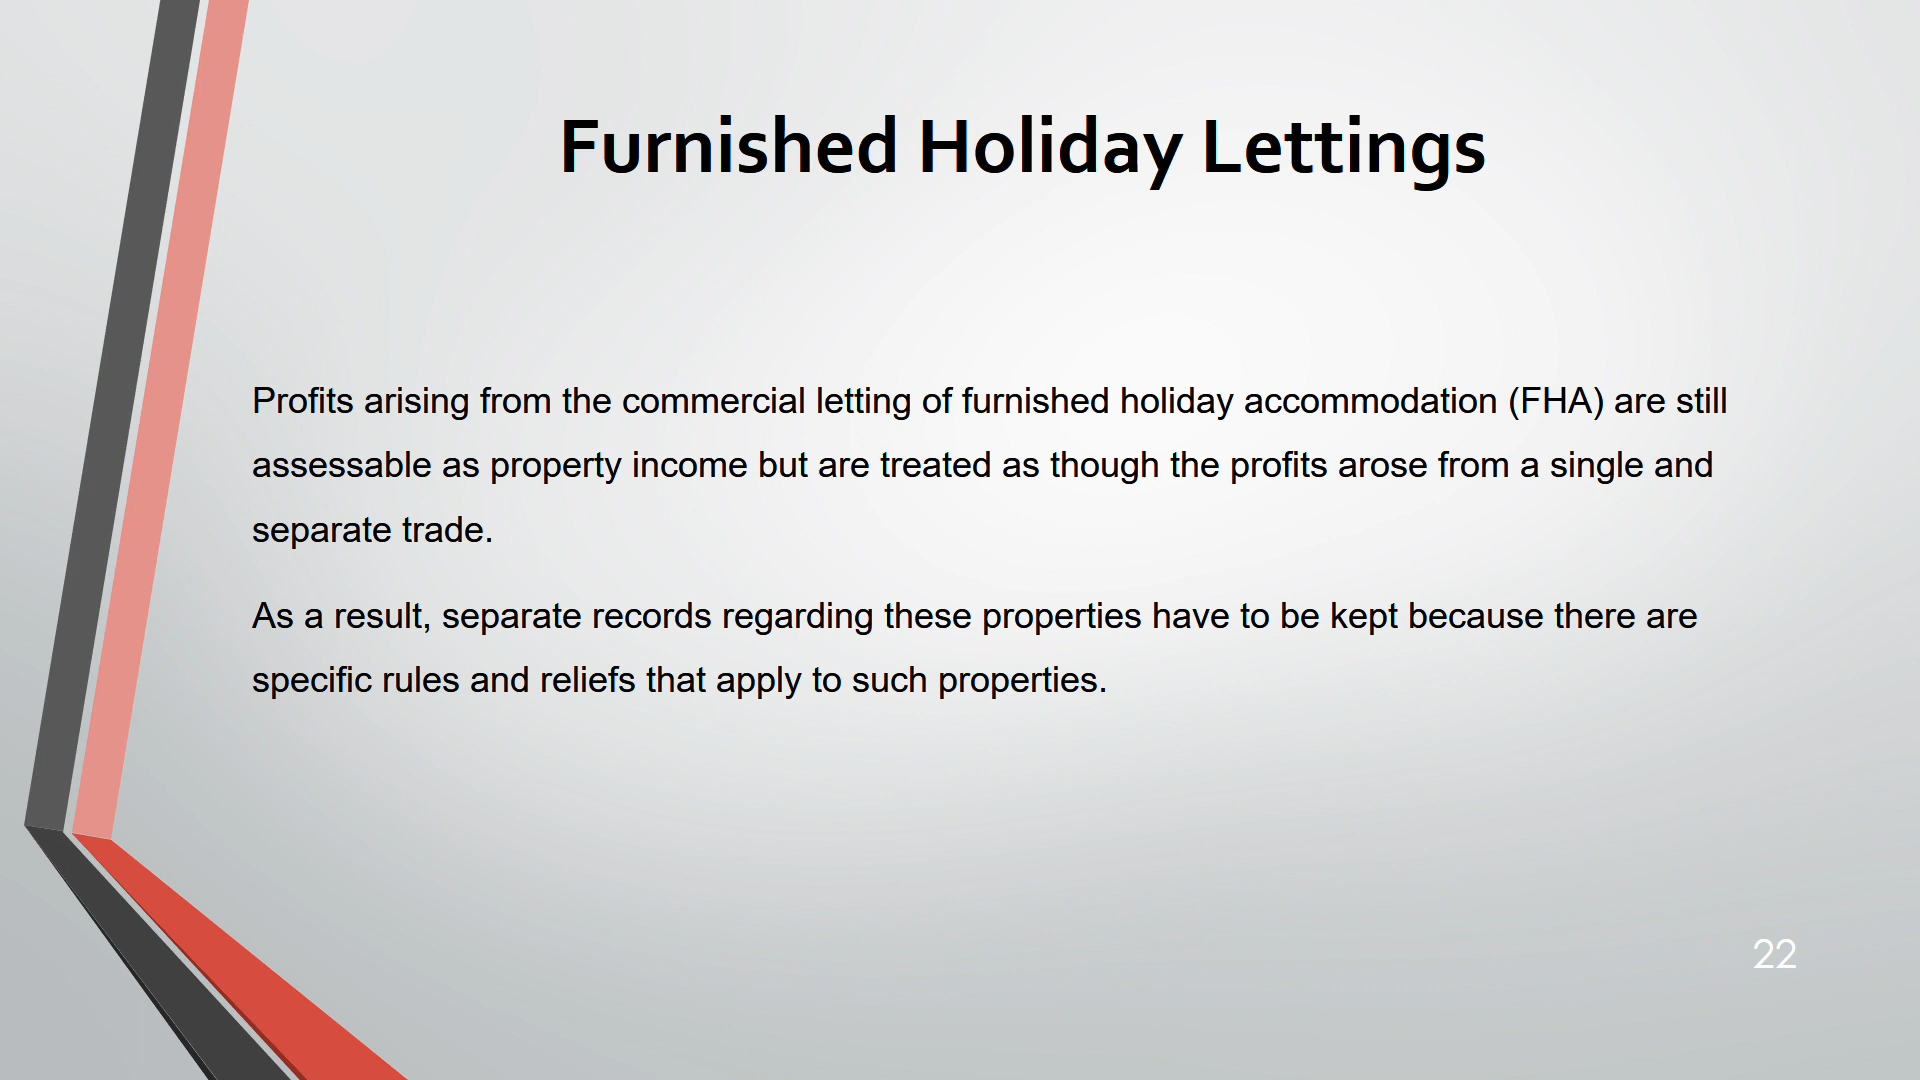 Furnished Holiday Lettings
Profits arising from the commercial letting of furnished holiday accommodation (FHA) are still
assessable as property income but are treated as though the profits arose from a single and
separate trade.
As a result, separate records regarding these properties have to be kept because there are
specific rules and reliefs that apply to such properties.
22